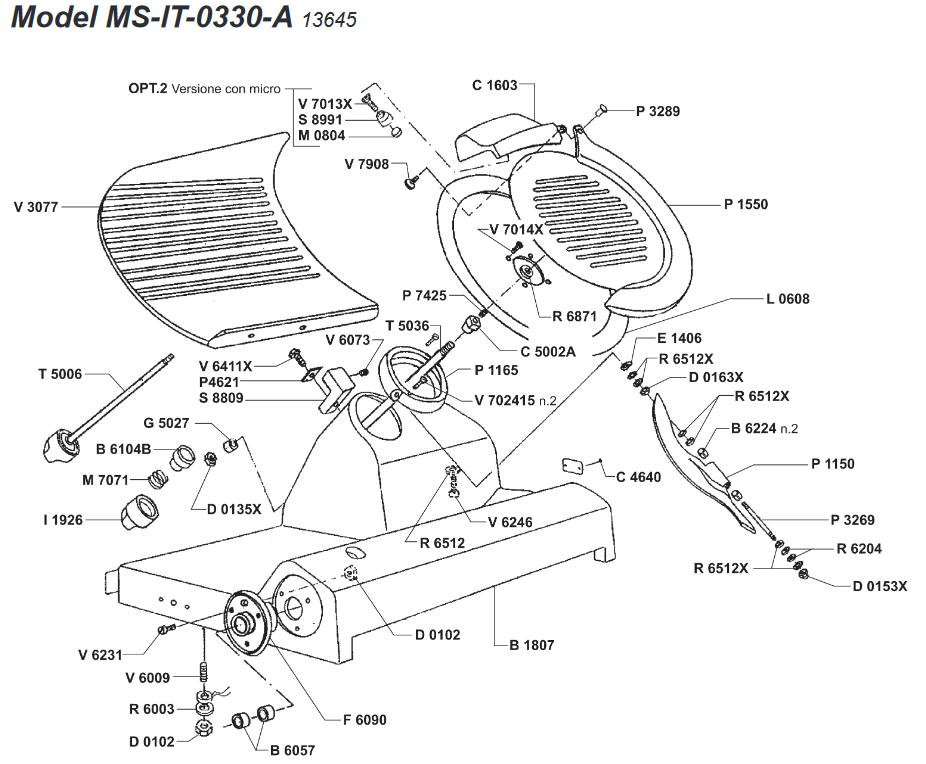 Model MS-IT-0330-A 13645
OPT.2 Versione con micro
V 7013X
S 8991
M 0804
C 1603
P 3289
V 7908
V 3077
P 1550
V 7014X
P 7425
R 6871
L 0608
T 5036
C 5002A
V 6073
E 1406
R 6512X
D 0163X
V 6411X
P4621
S 8809
P 1165
V 702415 n.2
R 6512X
T 5006
G 5027
B 6104B
B 6224 n.2
M 7071
P 1150
C 4640
I 1926
D 0135X
V 6246
P 3269
R 6512
R 6204
R 6512X
D 0153X
D 0102
B 1807
V 6231
V 6009
R 6003
F 6090
D 0102
B 6057